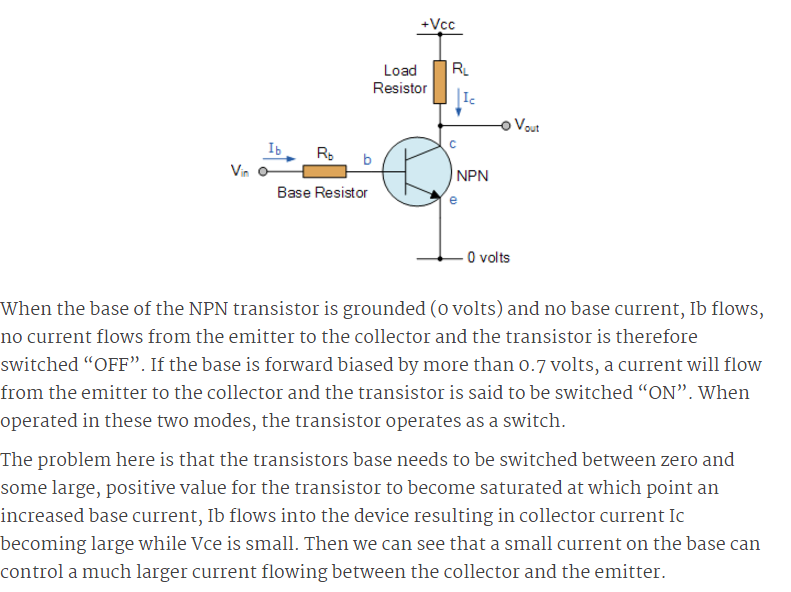 +Vcc
Load
Resistor
RL
Ic
Vout
c
Ib
Rb
b
Vin
NPN
Base Resistor
e
0 volts
When the base of the NPN transistor is grounded (0 volts) and no base current, Ib flows,
no current flows from the emitter to the collector and the transistor is therefore
switched “OFF”. If the base is forward biased by more than 0.7 volts, a current will flow
from the emitter to the collector and the transistor is said to be switched “ON”. When
operated in these two modes, the transistor operates as a switch.
The problem here is that the transistors base needs to be switched between zero and
some large, positive value for the transistor to become saturated at which point an
increased base current, Ib flows into the device resulting in collector current Ic
becoming large while Vce is small. Then we can see that a small current on the base can
control a much larger current flowing between the collector and the emitter.